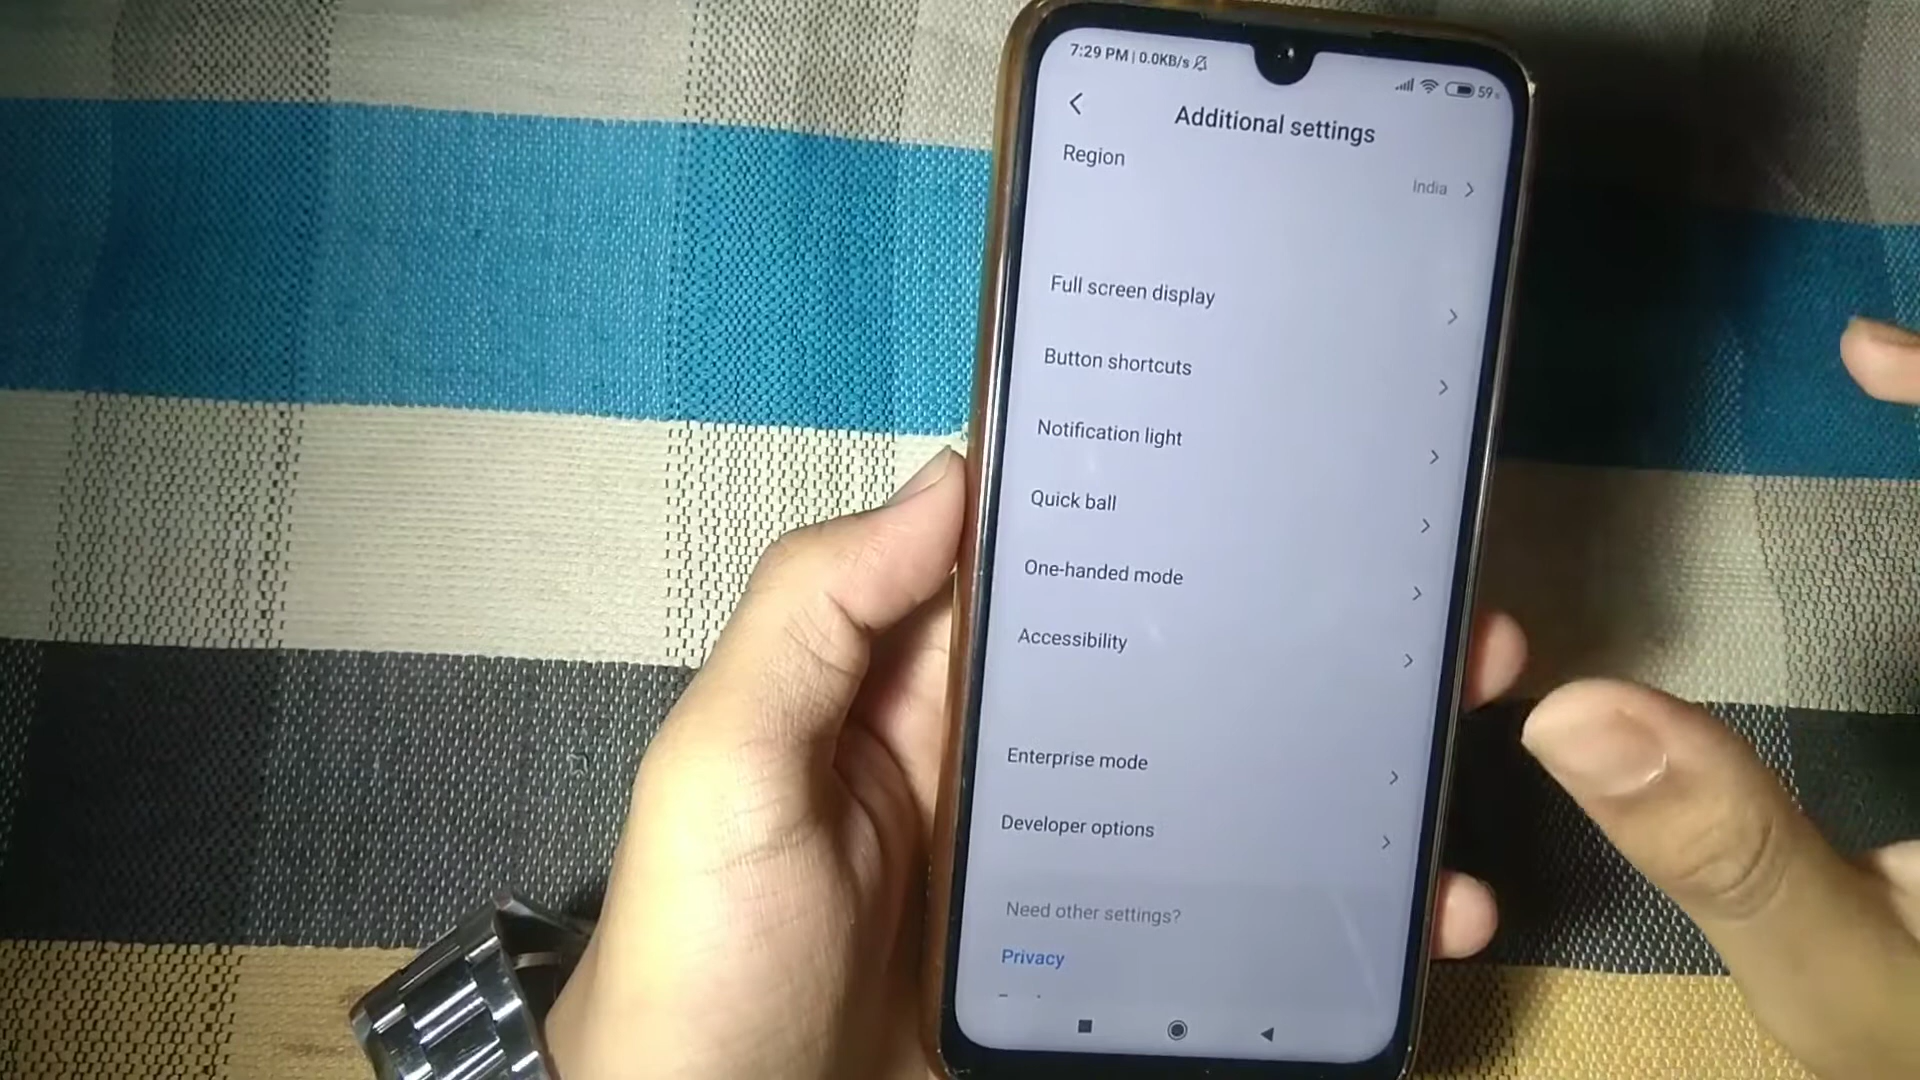 7:29 PM | 0.0KB/s
59
Additional settings
Region
India
Full screen display
Button shortcuts
Notification light
Quick ball
One-handed mode
Accessibility
Enterprise mode
Developer options
Need other settings?
Privacy